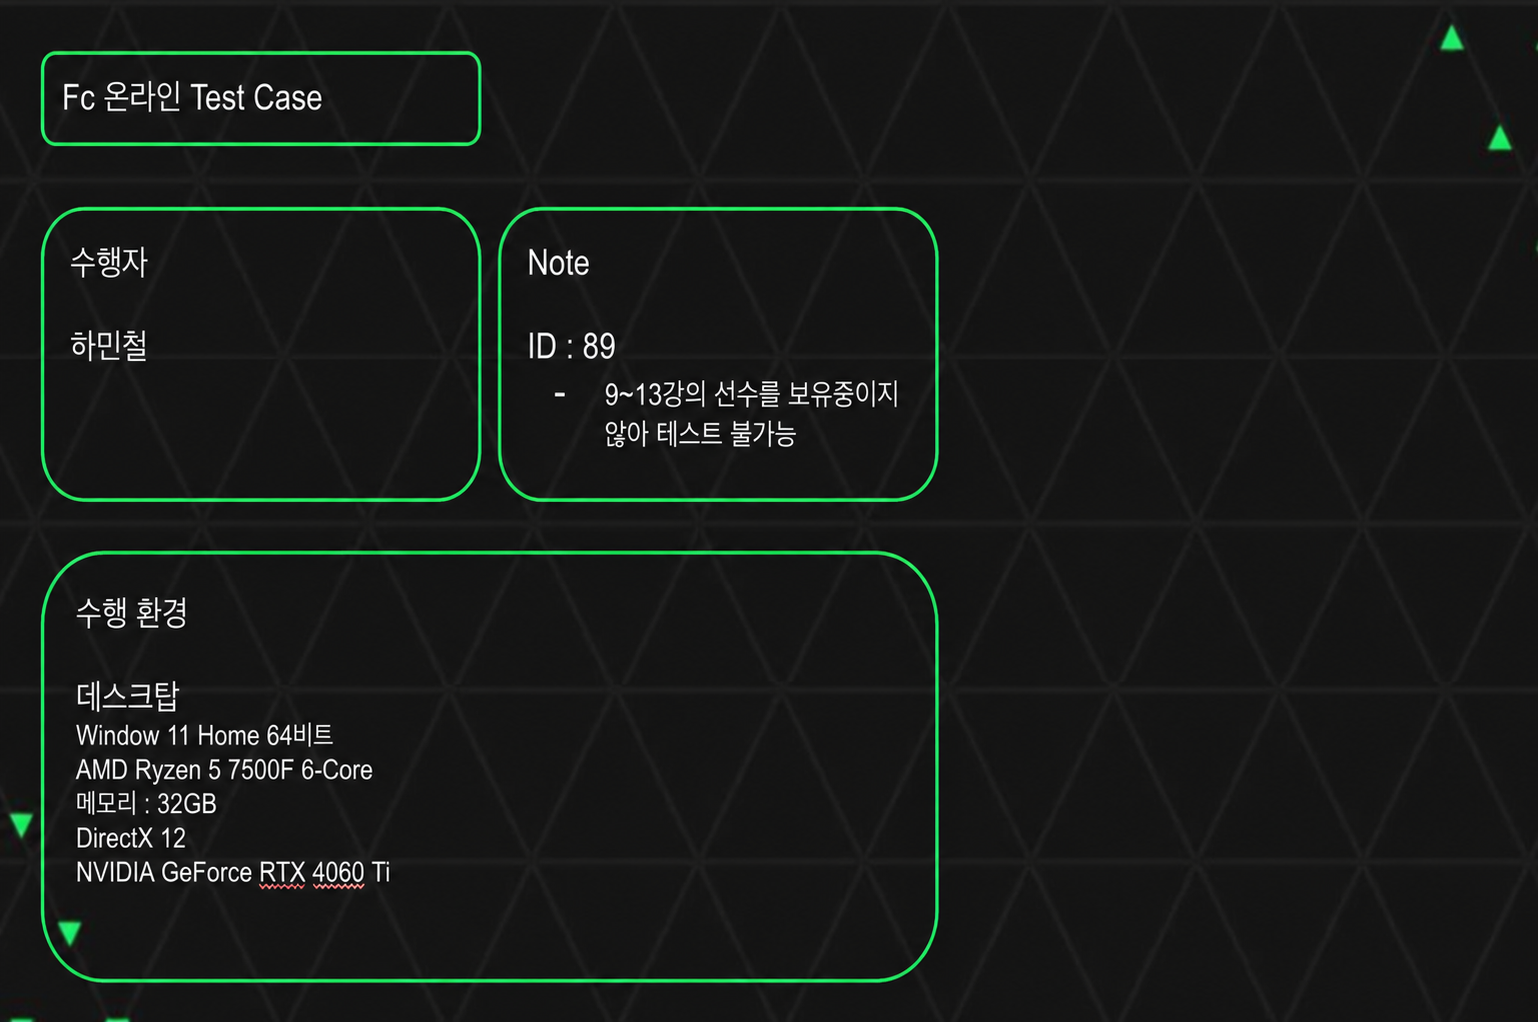 Fc 온라인 Test Case
수행자
하민철
Note
ID : 89
- 9~13강의 선수를 보유중이지
않아 테스트 불가능
수행 환경
데스크탑
Window 11 Home 64비트
AMD Ryzen 5 7500F 6-Core
메모리 : 32GB
DirectX 12
NVIDIA GeForce RTX 4060 Ti